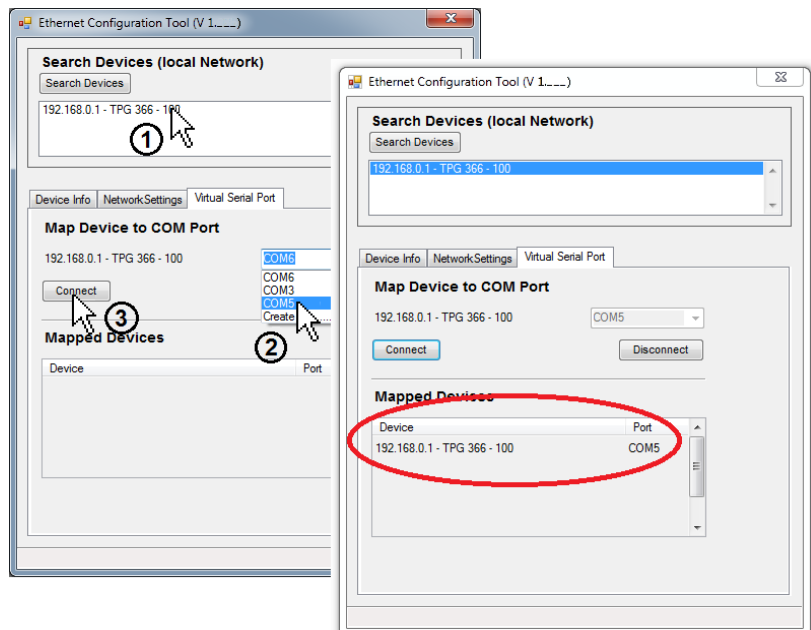 Ethernet Configuration Tool (V 1.___)
Search Devices (local Network)
Search Devices
192.168.0.1 - TPG 366 - 100
1
Device Info NetworkSettings Virtual Serial Port
Map Device to COM Port
192.168.0.1 - TPG 366 - 100 COM6
COM6
COM3
COM5
Create
Connect
3
2
Mapped Devices
Device Port
Ethernet Configuration Tool (V 1.___)
Search Devices (local Network)
Search Devices
192.168.0.1 - TPG 366 - 100
Device Info NetworkSettings Virtual Serial Port
Map Device to COM Port
192.168.0.1 - TPG 366 - 100 COM5
Connect Disconnect
Mapped Devices
Device Port
192.168.0.1 - TPG 366 - 100 COM5